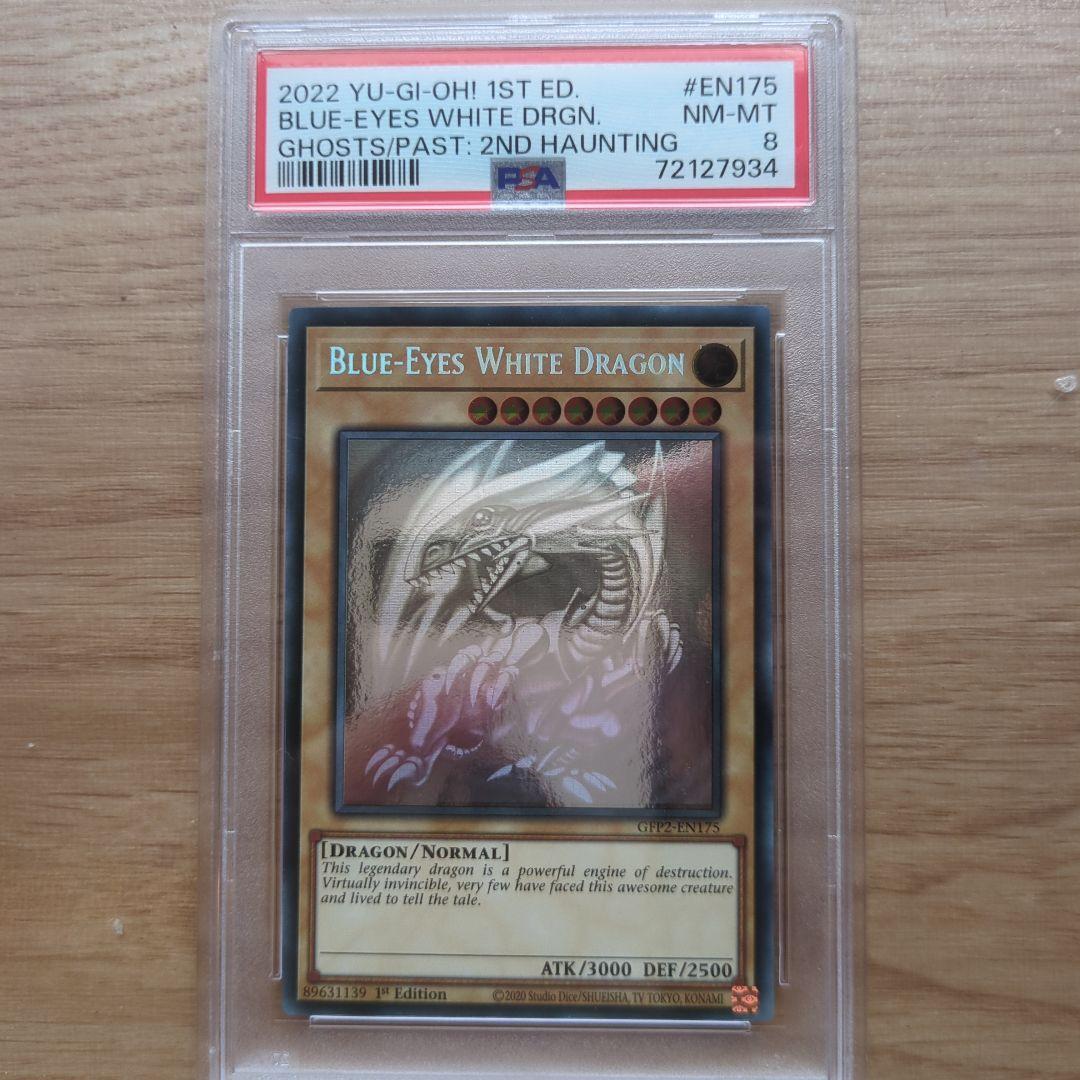 2022 YU-GI-OH! 1ST ED. #EN175
BLUE-EYES WHITE DRGN. NM-MT
GHOSTS/PAST: 2ND HAUNTING 8
PSA 72127934
BLUE-EYES WHITE DRAGON
GFP2-EN175
[DRAGON/NORMAL]
This legendary dragon is a powerful engine of destruction.
Virtually invincible, very few have faced this awesome creature
and lived to tell the tale.
ATK/3000 DEF/2500
89631139 1st Edition ©2020 Studio Dice/SHUEISHA, TV TOKYO, KONAMI